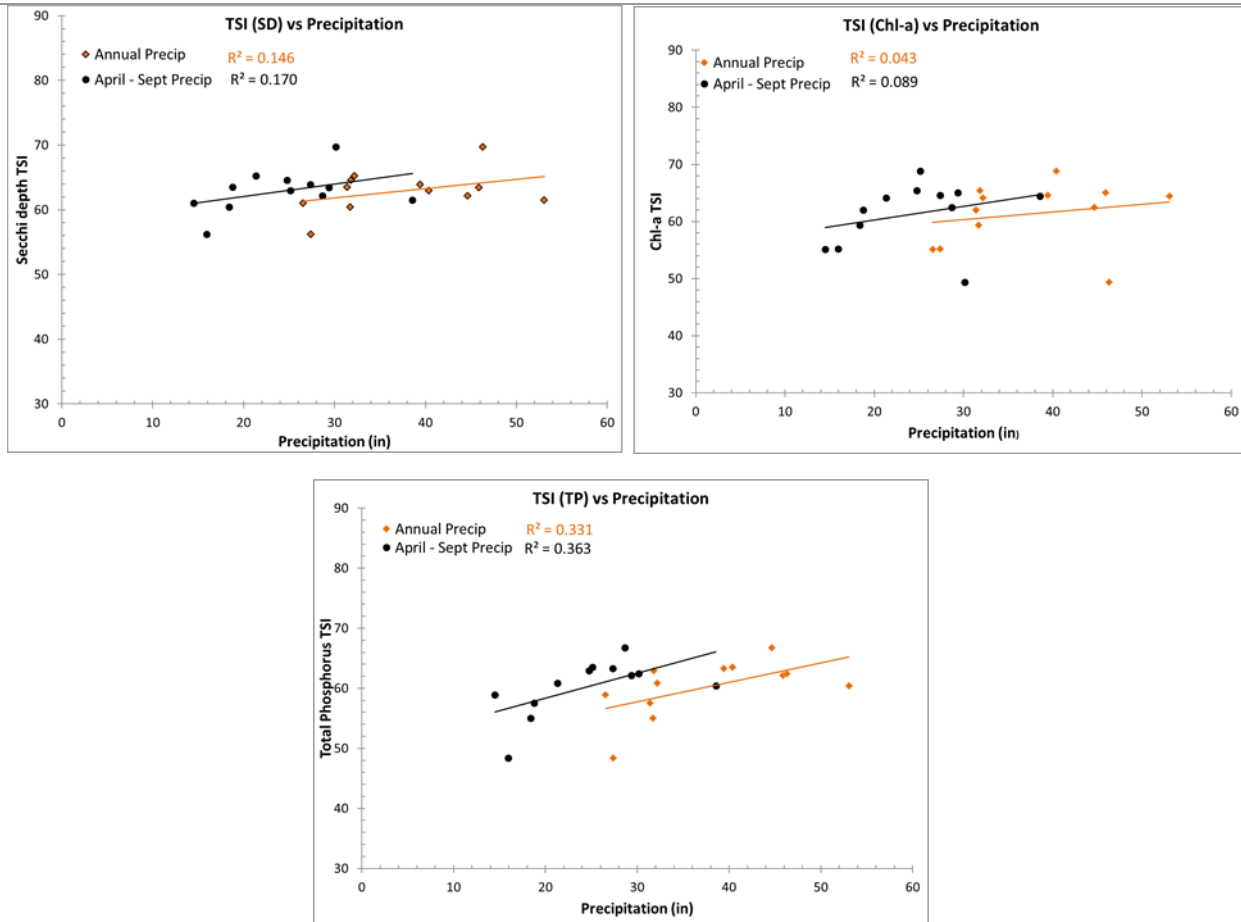 TSI (SD) vs Precipitation
Annual Precip R² = 0.146
April - Sept Precip R² = 0.170
90
80
70
60
50
40
30
Secchi depth TSI
0 10 20 30 40 50 60
Precipitation (in)
TSI (Chl-a) vs Precipitation
Annual Precip R² = 0.043
April - Sept Precip R² = 0.089
90
80
70
60
50
40
30
Chl-a TSI
0 10 20 30 40 50 60
Precipitation (in)
TSI (TP) vs Precipitation
Annual Precip R² = 0.331
April - Sept Precip R² = 0.363
90
80
70
60
50
40
30
Total Phosphorus TSI
0 10 20 30 40 50 60
Precipitation (in)